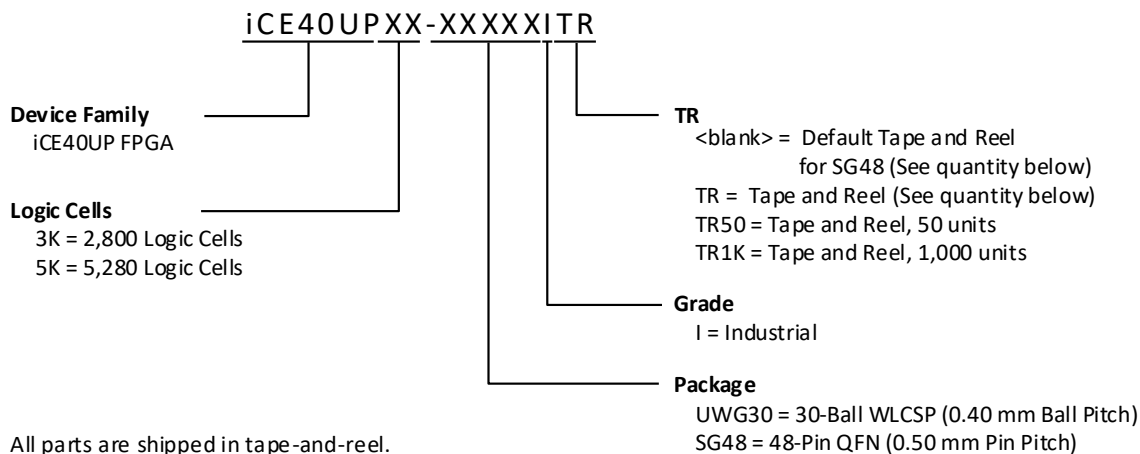 iCE40UPXX-XXXXXITR
Device Family
iCE40UP FPGA
Logic Cells
3K = 2,800 Logic Cells
5K = 5,280 Logic Cells
TR
<blank> = Default Tape and Reel
for SG48 (See quantity below)
TR = Tape and Reel (See quantity below)
TR50 = Tape and Reel, 50 units
TR1K = Tape and Reel, 1,000 units
Grade
I = Industrial
Package
UWG30 = 30-Ball WLCSP (0.40 mm Ball Pitch)
SG48 = 48-Pin QFN (0.50 mm Pin Pitch)
All parts are shipped in tape-and-reel.